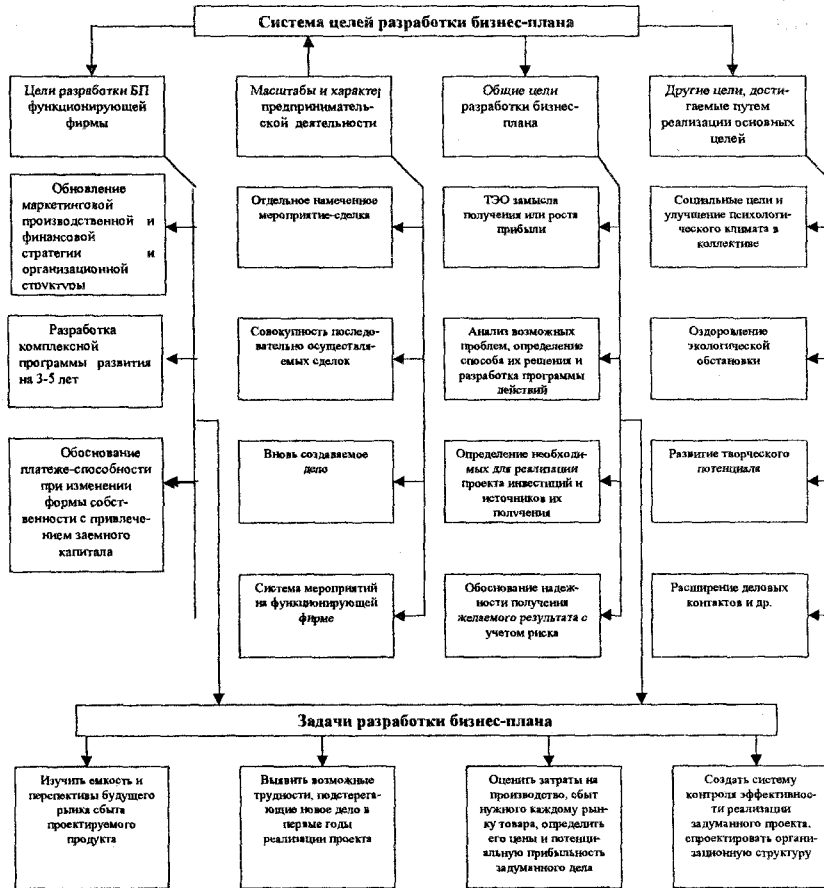 Система целей разработки бизнес-плана
Цели разработки БП
функционирующей
фирмы
Масштабы и характер
предприниматель-
ской деятельности
Общие цели
разработки бизнес-
плана
Другие цели, дости-
гаемые путем
реализации основных
целей
Обновление
маркетинговой
производственной и
финансовой
стратегии и
организационной
структуры
Отдельное намеченное
мероприятие-сделка
ТЭО замысла
получения или роста
прибыли
Социальные цели и
улучшение психологи-
ческого климата в
коллективе
Разработка
комплексной
программы развития
на 3-5 лет
Совокупность последо-
вательно осуществля-
емых сделок
Анализ возможных
проблем, определение
способа их решения и
разработка программы
действий
Оздоровление
экологической
обстановки
Обоснование
платеже-способности
при изменении
формы собст-
венности с привлече-
нием заемного
капитала
Вновь создаваемое
дело
Определение необходи-
мых для реализации
проекта инвестиций и
источников их
получения
Развитие творческого
потенциала
Система мероприятий
на функционирующей
фирме
Обоснование надеж-
ности получения
желаемого результата с
учетом риска
Расширение деловых
контактов и др.
Задачи разработки бизнес-плана
Изучить емкость и
перспективы будущего
рынка сбыта
проектируемого
продукта
Выявить возможные
трудности, подстерега-
ющие новое дело в
первые годы
реализации проекта
Оценить затраты на
производство, сбыт
нужного каждому рын-
ку товара, определить
его цены и потенци-
альную прибыльность
задуманного дела
Создать систему
контроля эффективнос-
ти реализации
задуманного проекта,
спроектировать органи-
зационную структуру